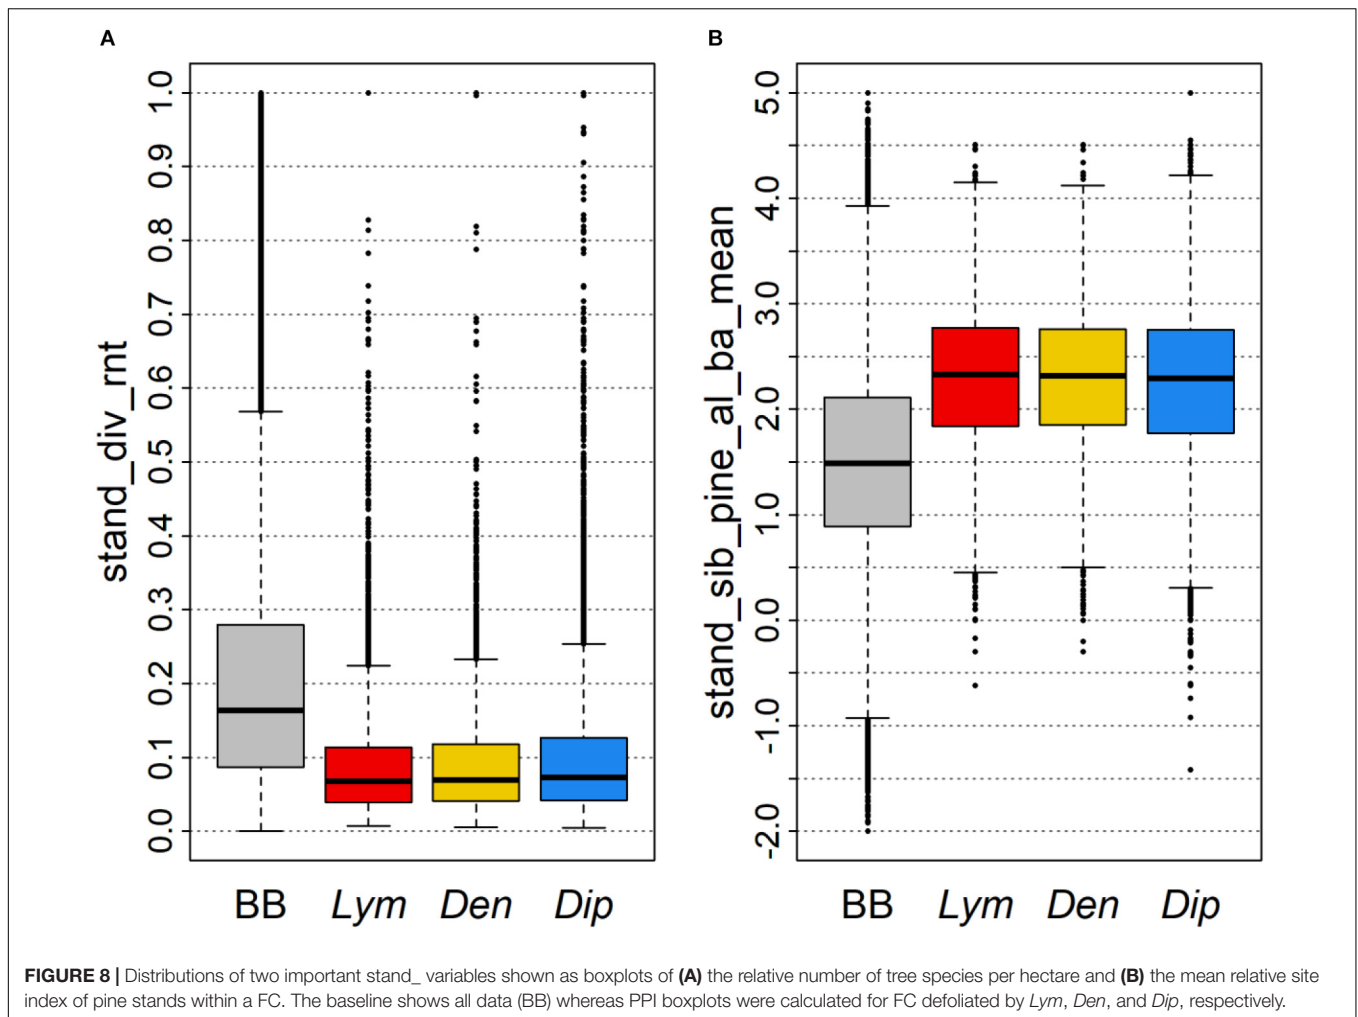 A
stand_div_rnt
1.0
0.9
0.8
0.7
0.6
0.5
0.4
0.3
0.2
0.1
0.0
BB Lym Den Dip
B
stand_sib_pine_al_ba_mean
5.0
4.0
3.0
2.0
1.0
0.0
-1.0
-2.0
BB Lym Den Dip
FIGURE 8 | Distributions of two important stand_ variables shown as boxplots of (A) the relative number of tree species per hectare and (B) the mean relative site
index of pine stands within a FC. The baseline shows all data (BB) whereas PPI boxplots were calculated for FC defoliated by Lym, Den, and Dip, respectively.